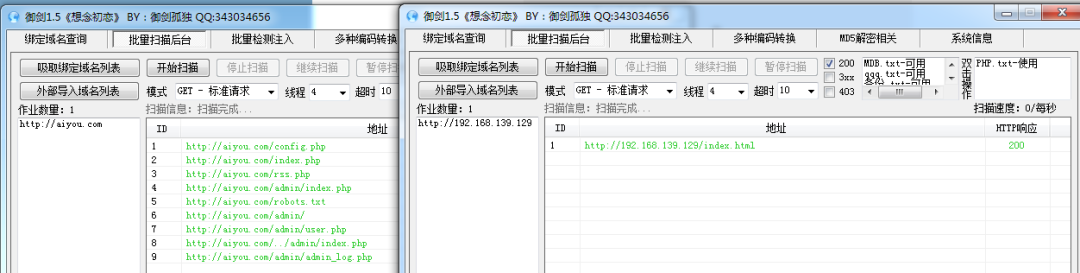 御剑1.5《想念初恋》 BY：御剑孤独 QQ:343034656
绑定域名查询 批量扫描后台 批量检测注入 多种编码转换
吸取绑定域名列表 开始扫描 停止扫描 继续扫描 暂停扫描
外部导入域名列表 模式 GET - 标准请求 线程 4 超时 10
作业数量：1 扫描信息：扫描完成...
http://aiyou.com
ID 地址
1 http://aiyou.com/config.php
2 http://aiyou.com/index.php
3 http://aiyou.com/rss.php
4 http://aiyou.com/admin/index.php
5 http://aiyou.com/robots.txt
6 http://aiyou.com/admin/
7 http://aiyou.com/admin/user.php
8 http://aiyou.com/../admin/index.php
9 http://aiyou.com/admin/admin_log.php
御剑1.5《想念初恋》 BY：御剑孤独 QQ:343034656
绑定域名查询 批量扫描后台 批量检测注入 多种编码转换 MD5解密相关 系统信息
吸取绑定域名列表 开始扫描 停止扫描 继续扫描 暂停扫描 200 MDB.txt-可用 双击操作 PHP.txt-使用
外部导入域名列表 模式 GET - 标准请求 线程 4 超时 10 3xx 403
作业数量：1 扫描信息：扫描完成... 扫描速度：0/每秒
http://192.168.139.129
ID 地址 HTTP响应
1 http://192.168.139.129/index.html 200